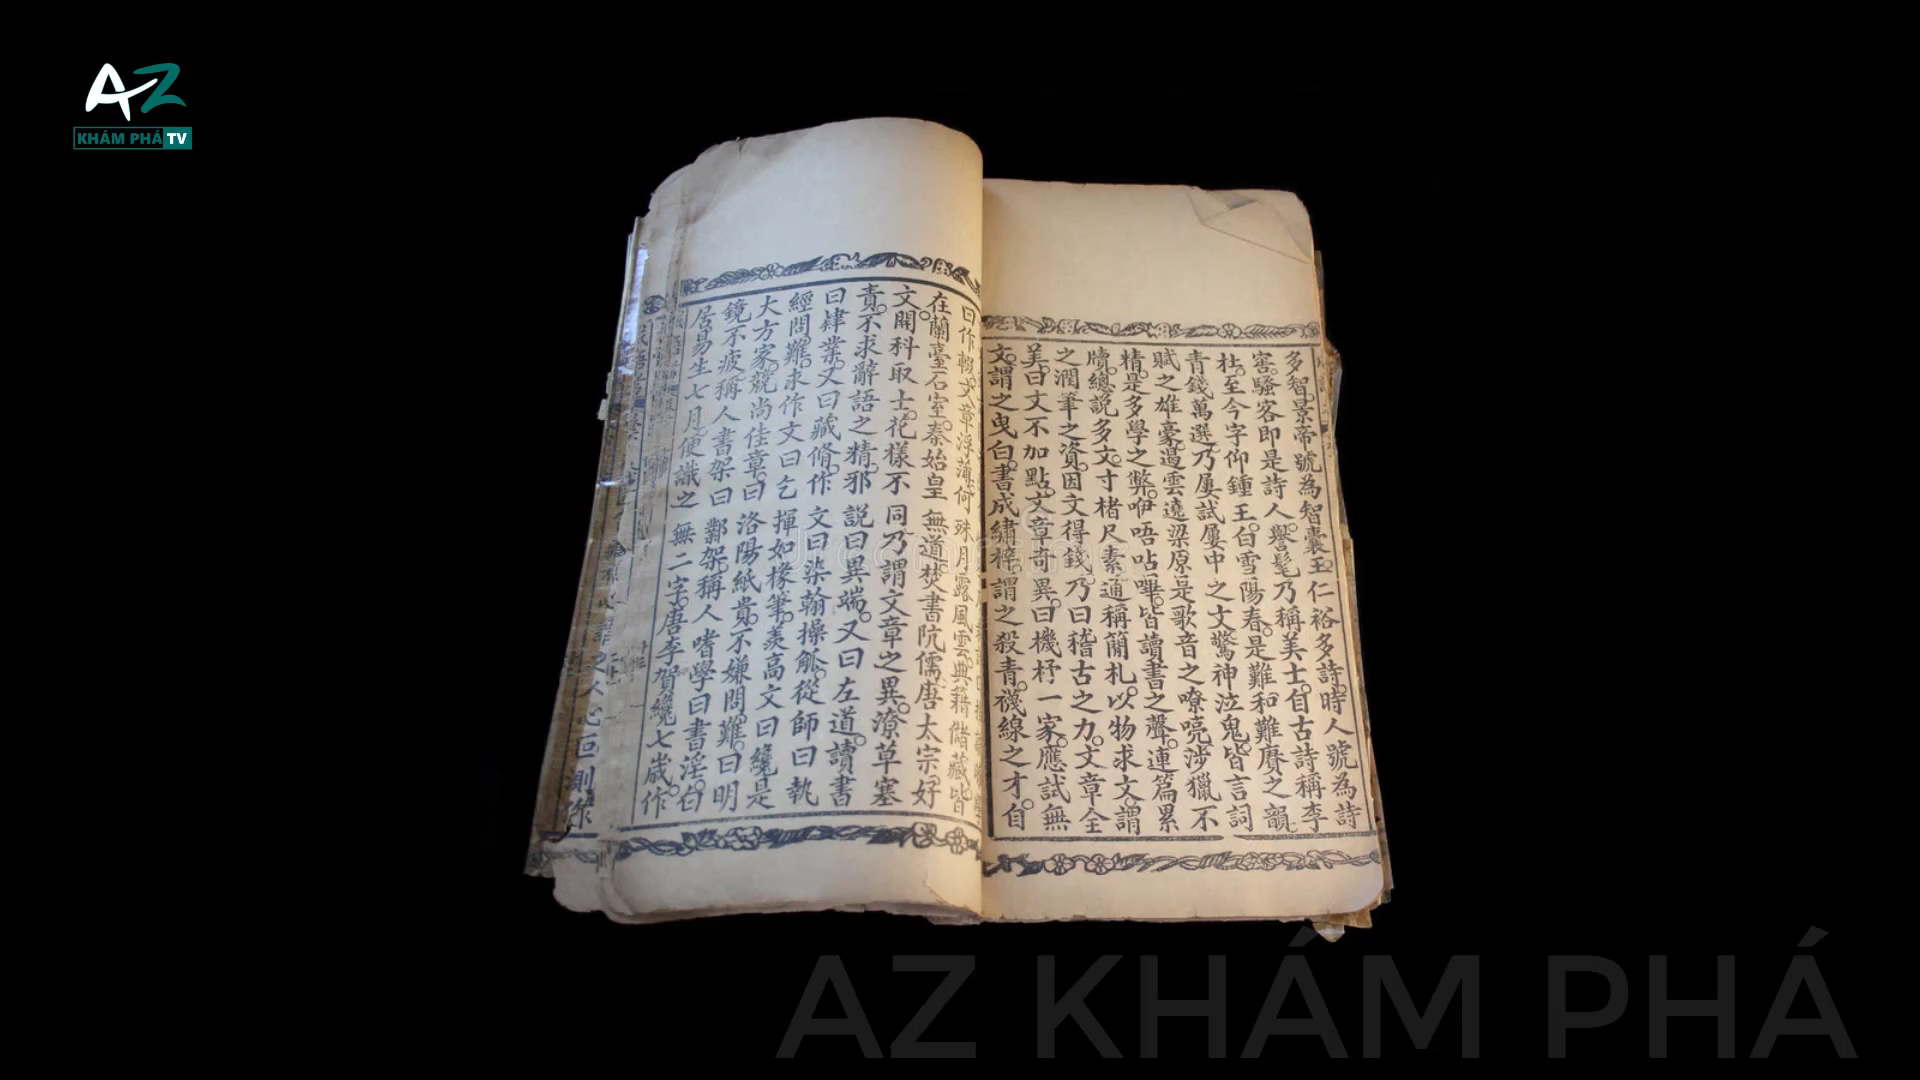 AZ
KHÁM PHÁ TV
多智。景帝號為智囊。王仁裕多詩。時人號為詩
窖。騷客即是詩人。譽髦乃稱美士。自古詩稱李
杜。至今字仰鍾王。白雪陽春。是難和難賡之韻
青錢萬選。乃屢試屢中之文。驚神泣鬼。皆言詞
賦之雄豪。遏雲遶梁。原是歌音之嘹喨。涉獵不
精。是多學之弊。咿唔呫嗶。皆讀書之聲。連篇累
牘。總說多文。寸楮尺素。通稱簡札。以物求文。謂
之潤筆之資。因文得錢。乃曰稽古之力。文章全
美。曰文不加點。文章奇異。曰機杼一家。應試無
文。謂之曳白。書成繡梓。謂之殺青。襪線之才。自
曰作輟。文章浮薄。何殊月露風雲。典籍儲藏。皆
在蘭臺石室。秦始皇無道。焚書阬儒。唐太宗好
文。開科取士。花樣不同。乃謂文章之異。潦草塞
責。不求辭語之精。邪說曰異端。又曰左道。讀書
曰肄業。又曰藏脩。作文曰染翰操觚。從師曰執
經問難。求作文曰乞揮如椽筆。羨高文曰纔是
大方家。競尚佳章。曰洛陽紙貴。不嫌問難。曰明
鏡不疲。稱人書架曰鄴架。稱人嗜學曰書淫。白
居易生七月。便識之無二字。唐李賀纔七歲。作
AZ KHÁM PHÁ